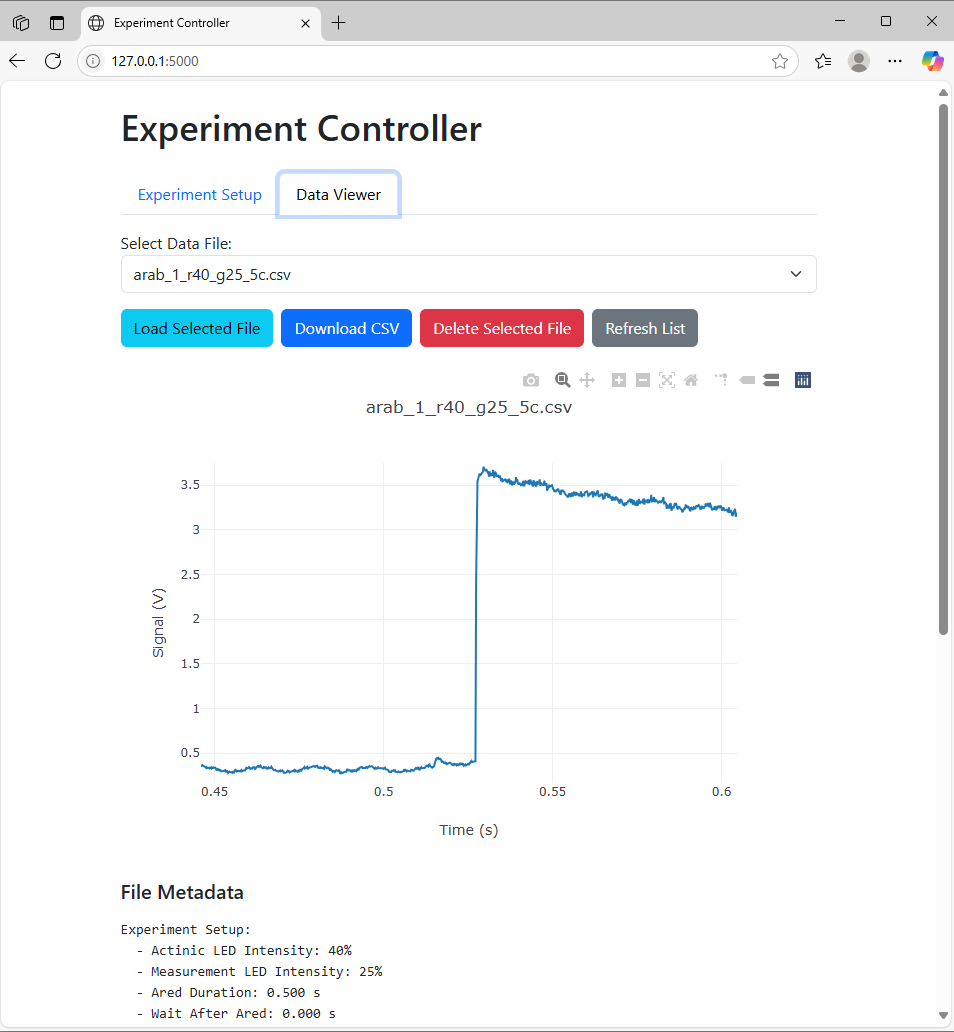 Experiment Controller
127.0.0.1:5000
Experiment Controller
Experiment Setup
Data Viewer
Select Data File:
arab_1_r40_g25_5c.csv
Load Selected File
Download CSV
Delete Selected File
Refresh List
arab_1_r40_g25_5c.csv
3.5
3
2.5
2
1.5
1
0.5
Signal (V)
0.45
0.5
0.55
0.6
Time (s)
File Metadata
Experiment Setup:
- Actinic LED Intensity: 40%
- Measurement LED Intensity: 25%
- Ared Duration: 0.500 s
- Wait After Ared: 0.000 s